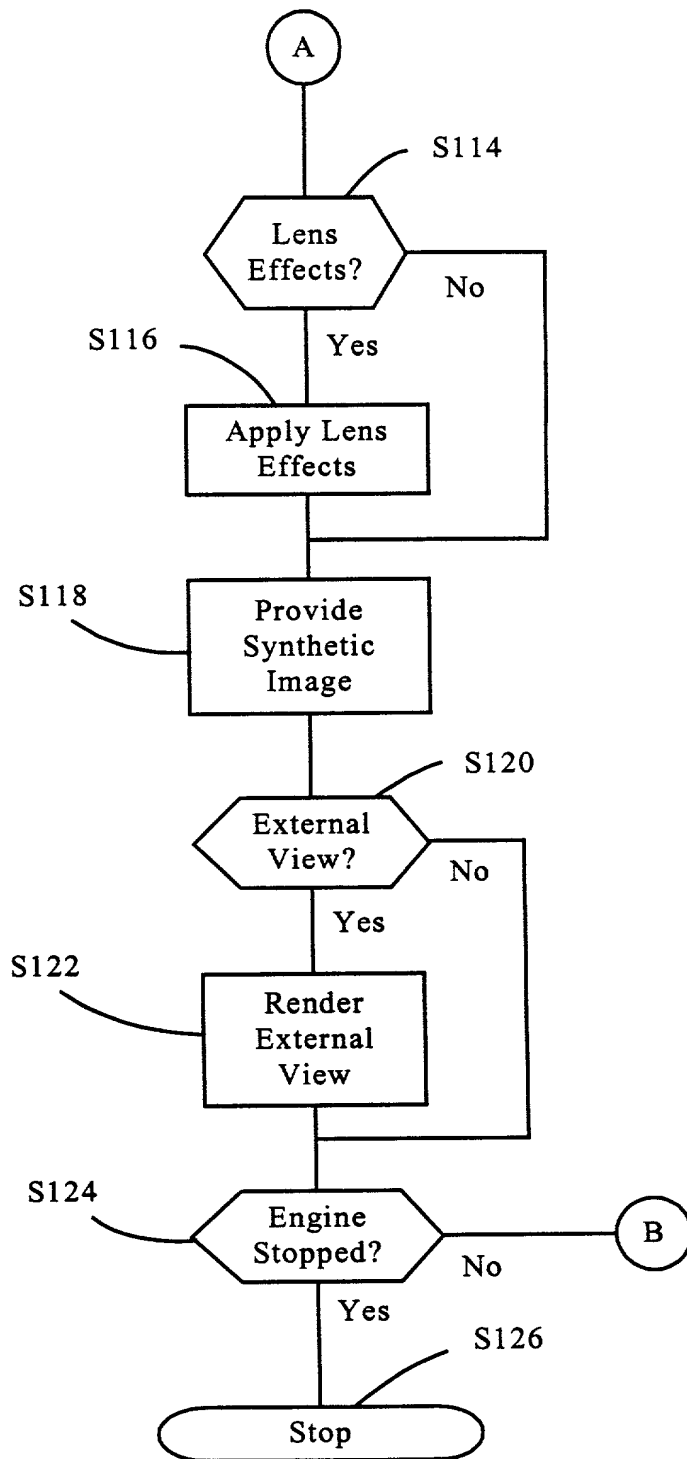 A
S114
Lens
Effects?
No
Yes
S116
Apply Lens
Effects
S118
Provide
Synthetic
Image
S120
External
View?
No
Yes
S122
Render
External
View
S124
Engine
Stopped?
B
No
Yes
S126
Stop